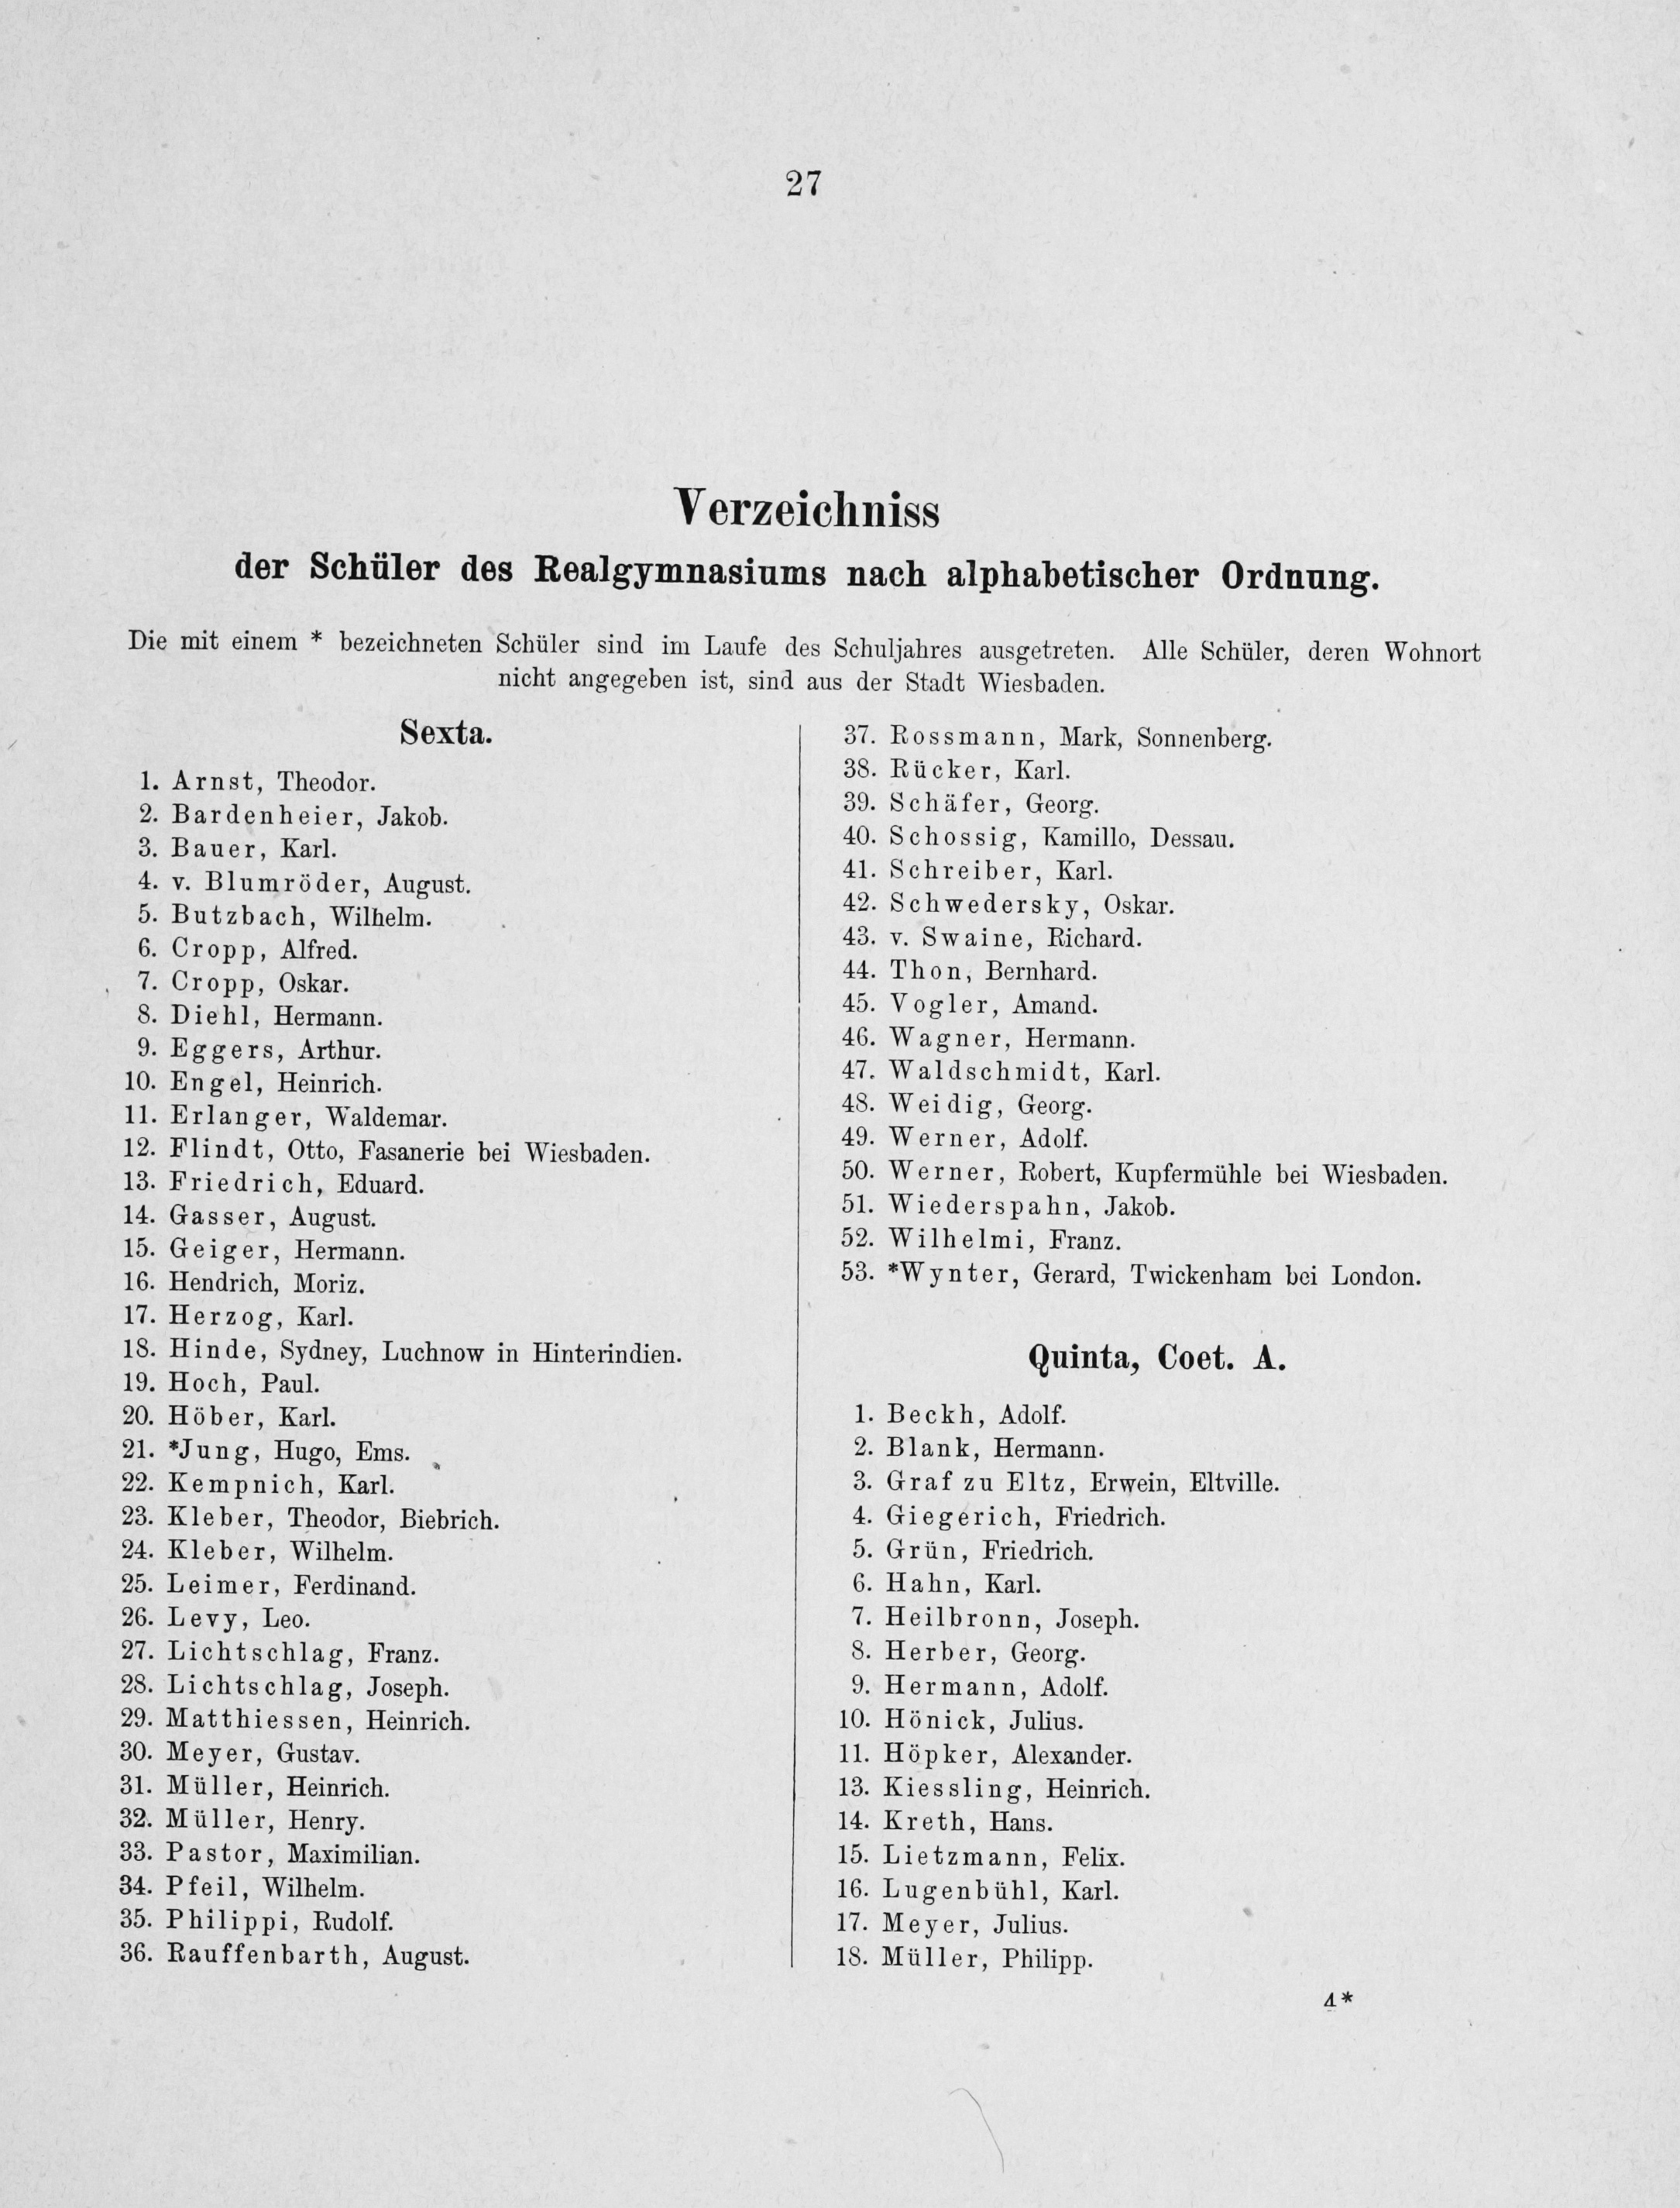 27
Verzeichniss
der Schüler des Realgymnasiums nach alphabetischer Ordnung.
Die mit einem * bezeichneten Schüler sind im Laufe des Schuljahres ausgetreten. Alle Schüler, deren Wohnort
nicht angegeben ist, sind aus der Stadt Wiesbaden.
Sexta.
1. Arnst, Theodor.
2. Bardenheier, Jakob.
3. Bauer, Karl.
4. v. Blumröder, August.
5. Butzbach, Wilhelm.
6. Cropp, Alfred.
7. Cropp, Oskar.
8. Diehl, Hermann.
9. Eggers, Arthur.
10. Engel, Heinrich.
11. Erlanger, Waldemar.
12. Flindt, Otto, Fasanerie bei Wiesbaden.
13. Friedrich, Eduard.
14. Gasser, August.
15. Geiger, Hermann.
16. Hendrich, Moriz.
17. Herzog, Karl.
18. Hinde, Sydney, Luchnow in Hinterindien.
19. Hoch, Paul.
20. Höber, Karl.
21. *Jung, Hugo, Ems.
22. Kempnich, Karl.
23. Kleber, Theodor, Biebrich.
24. Kleber, Wilhelm.
25. Leimer, Ferdinand.
26. Levy, Leo.
27. Lichtschlag, Franz.
28. Lichtschlag, Joseph.
29. Matthiessen, Heinrich.
30. Meyer, Gustav.
31. Müller, Heinrich.
32. Müller, Henry.
33. Pastor, Maximilian.
34. Pfeil, Wilhelm.
35. Philippi, Rudolf.
36. Rauffenbarth, August.
37. Rossmann, Mark, Sonnenberg.
38. Rücker, Karl.
39. Schäfer, Georg.
40. Schossig, Kamillo, Dessau.
41. Schreiber, Karl.
42. Schwedersky, Oskar.
43. v. Swaine, Richard.
44. Thon, Bernhard.
45. Vogler, Amand.
46. Wagner, Hermann.
47. Waldschmidt, Karl.
48. Weidig, Georg.
49. Werner, Adolf.
50. Werner, Robert, Kupfermühle bei Wiesbaden.
51. Wiederspahn, Jakob.
52. Wilhelmi, Franz.
53. *Wynter, Gerard, Twickenham bei London.
Quinta, Coet. A.
1. Beckh, Adolf.
2. Blank, Hermann.
3. Graf zu Eltz, Erwein, Eltville.
4. Giegerich, Friedrich.
5. Grün, Friedrich.
6. Hahn, Karl.
7. Heilbronn, Joseph.
8. Herber, Georg.
9. Hermann, Adolf.
10. Hönick, Julius.
11. Höpker, Alexander.
13. Kiessling, Heinrich.
14. Kreth, Hans.
15. Lietzmann, Felix.
16. Lugenbühl, Karl.
17. Meyer, Julius.
18. Müller, Philipp.
4*